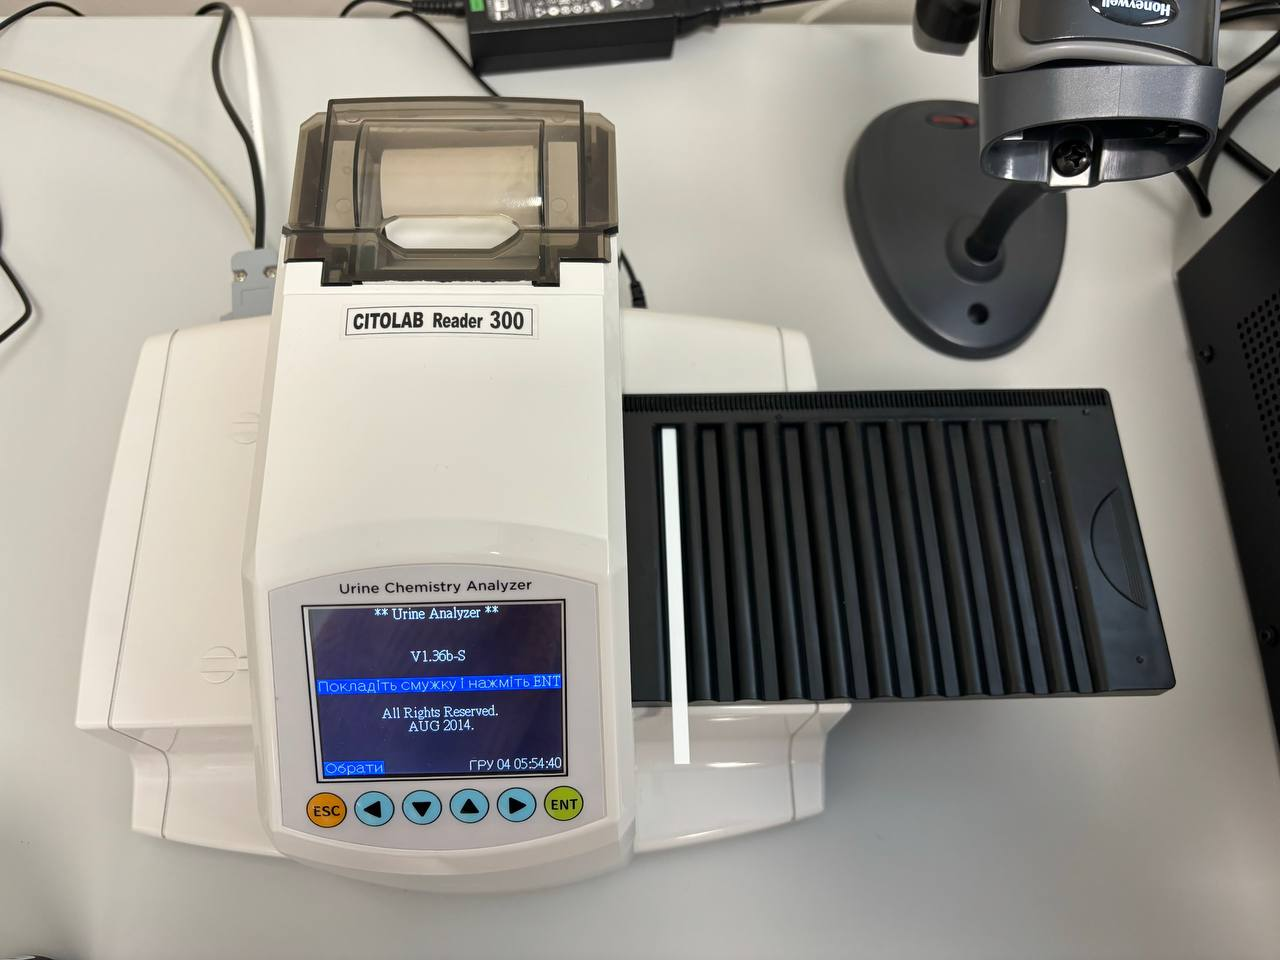 Honeywell
CITOLAB Reader 300
Urine Chemistry Analyzer
** Urine Analyzer **
V1.36b-S
Покладіть смужку і нажміть ENT
All Rights Reserved.
AUG 2014.
Обрати
ГРУ 04 05:54:40
ESC
ENT